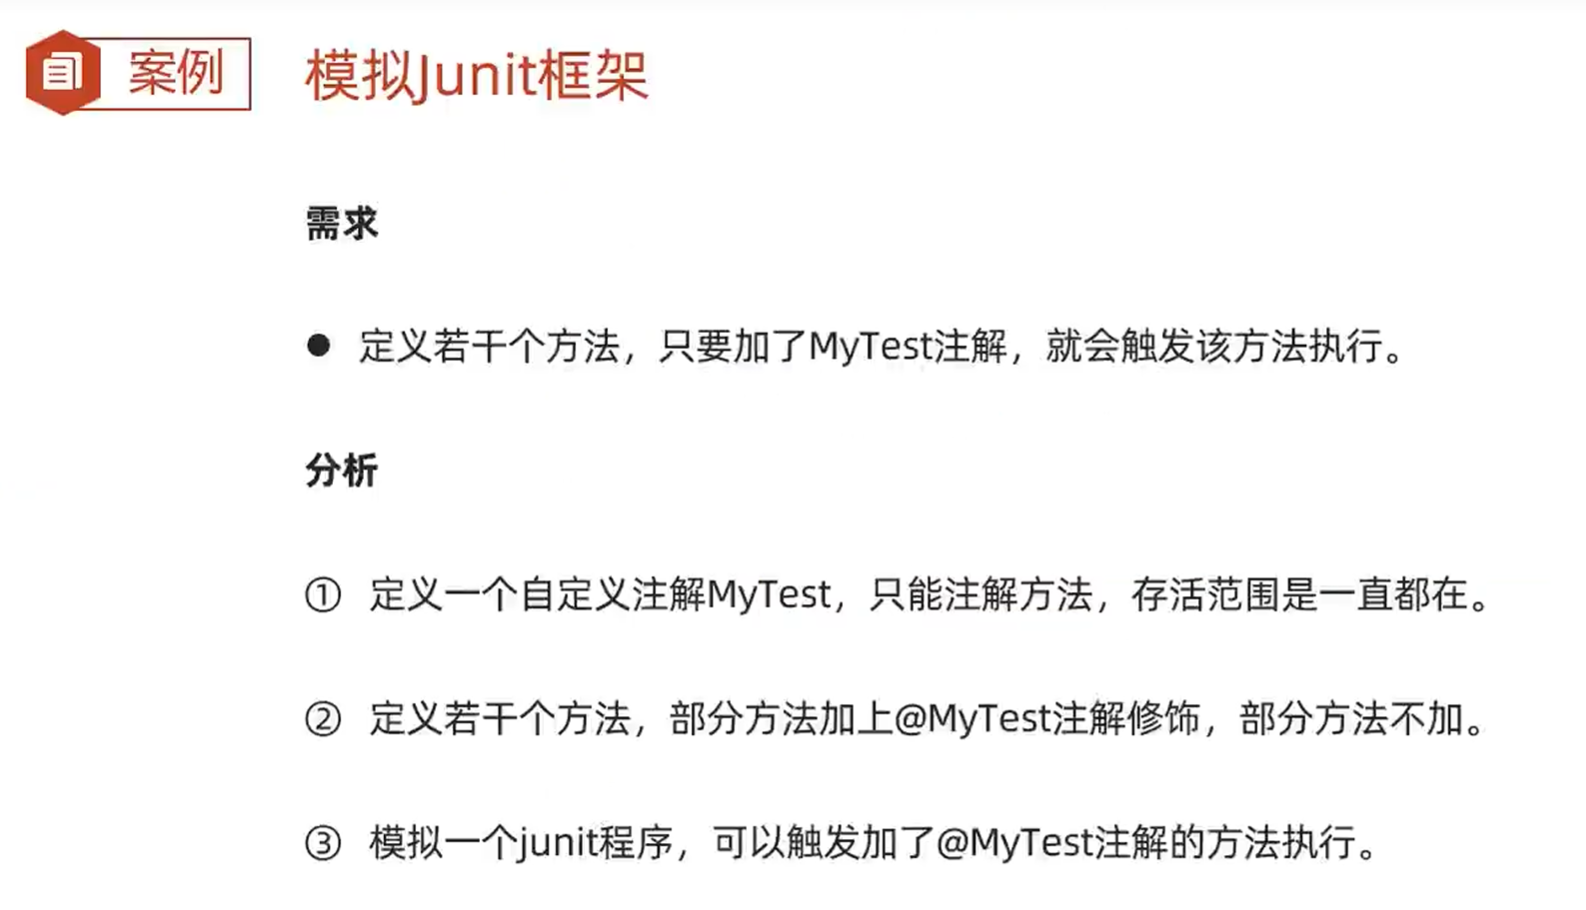 案例
模拟Junit框架
需求
● 定义若干个方法，只要加了MyTest注解，就会触发该方法执行。
分析
① 定义一个自定义注解MyTest，只能注解方法，存活范围是一直都在。
② 定义若干个方法，部分方法加上@MyTest注解修饰，部分方法不加。
③ 模拟一个junit程序，可以触发加了@MyTest注解的方法执行。